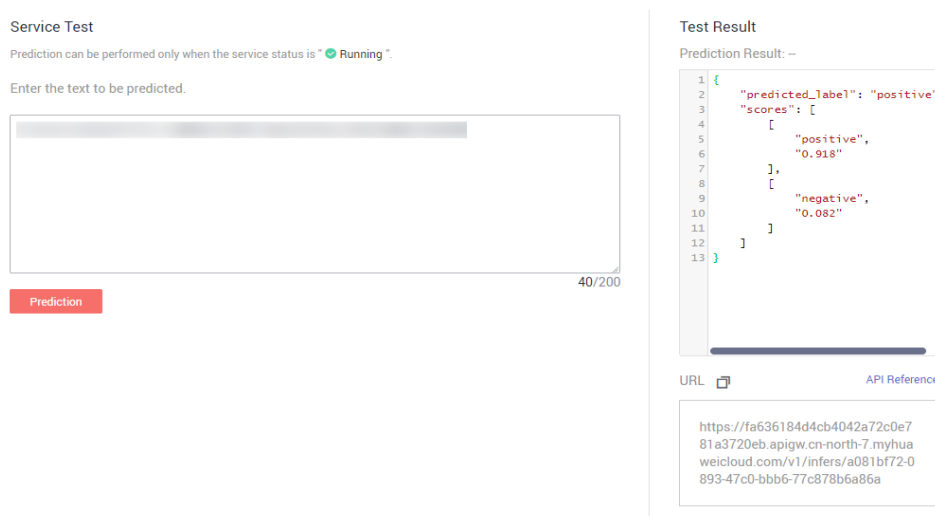 Service Test
Prediction can be performed only when the service status is " Running ".
Enter the text to be predicted.
40/200
Prediction
Test Result
Prediction Result: --
1 {
2 "predicted_label": "positive"
3 "scores": [
4 [
5 "positive",
6 "0.918"
7 ],
8 [
9 "negative",
10 "0.082"
11 ]
12 ]
13 }
URL
API Reference
https://fa636184d4cb4042a72c0e7
81a3720eb.apigw.cn-north-7.myhua
weicloud.com/v1/infers/a081bf72-0
893-47c0-bbb6-77c878b6a86a